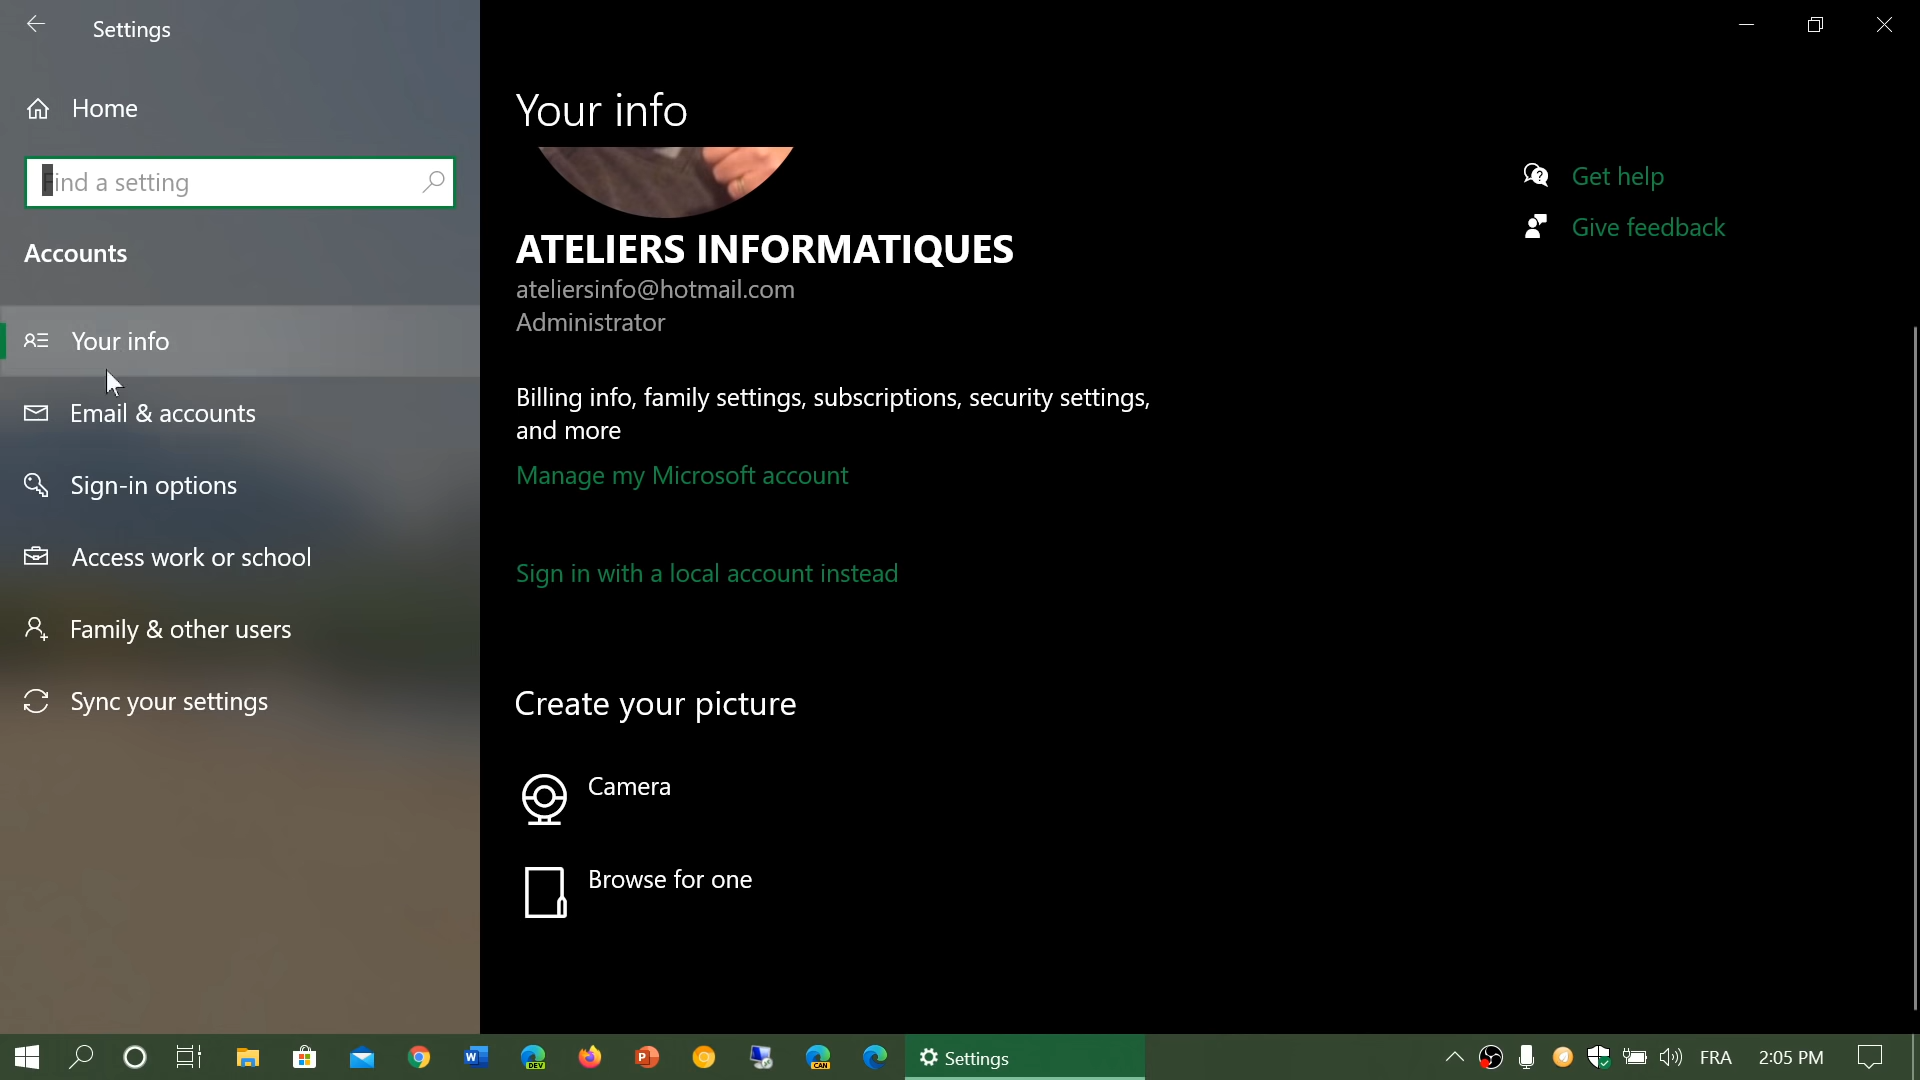 Settings
Home
Find a setting
Accounts
Your info
Email & accounts
Sign-in options
Access work or school
Family & other users
Sync your settings
Your info
ATELIERS INFORMATIQUES
ateliersinfo@hotmail.com
Administrator
Billing info, family settings, subscriptions, security settings,
and more
Manage my Microsoft account
Sign in with a local account instead
Create your picture
Camera
Browse for one
Get help
Give feedback
W
DEV
P
CAN
Settings
FRA
2:05 PM